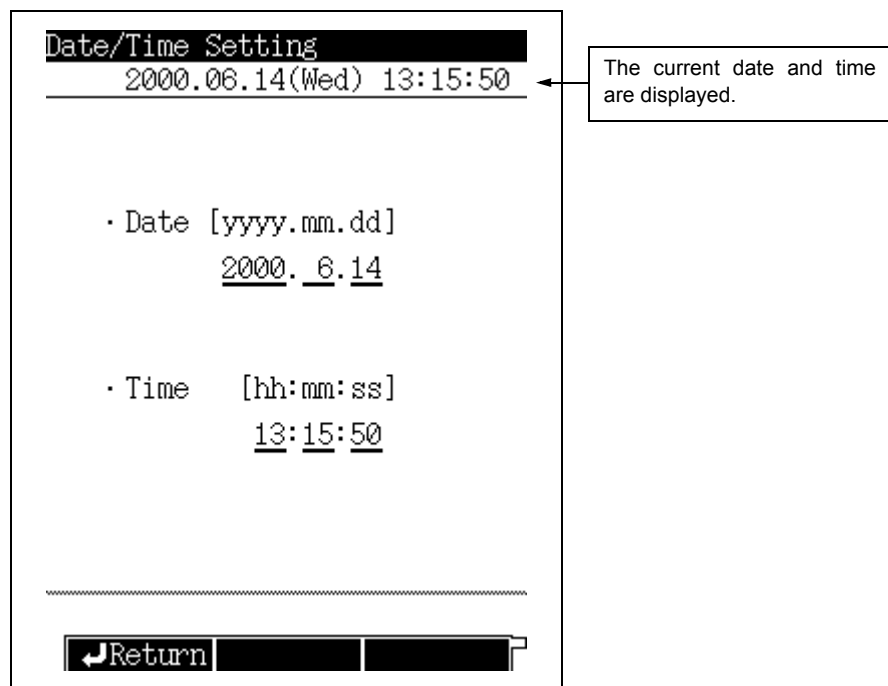 Date/Time Setting
2000.06.14(Wed) 13:15:50
The current date and time
are displayed.
・Date [yyyy.mm.dd]
2000. 6.14
・Time [hh:mm:ss]
13:15:50
↵Return